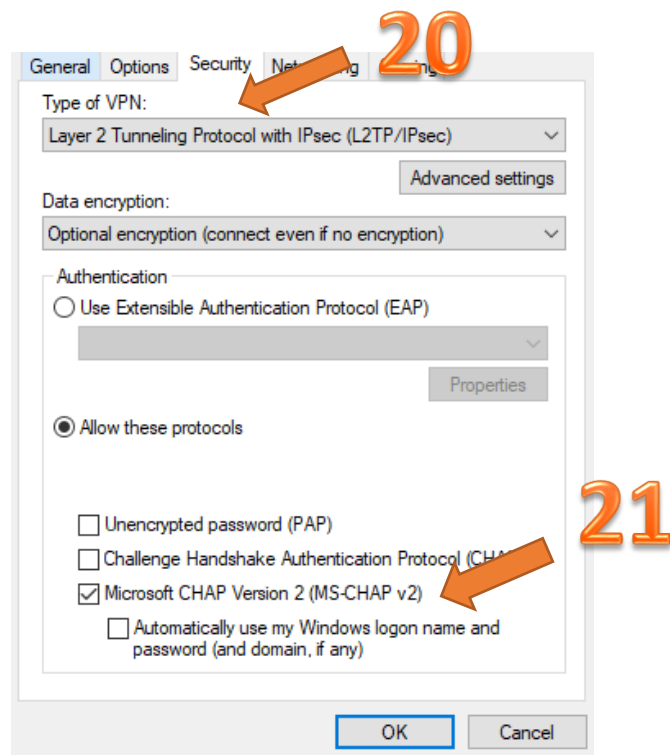 20
General Options Security
Type of VPN:
Layer 2 Tunneling Protocol with IPsec (L2TP/IPsec)
Advanced settings
Data encryption:
Optional encryption (connect even if no encryption)
Authentication
Use Extensible Authentication Protocol (EAP)
Properties
Allow these protocols
21
Unencrypted password (PAP)
Challenge Handshake Authentication Protocol
Microsoft CHAP Version 2 (MS-CHAP v2)
Automatically use my Windows logon name and
password (and domain, if any)
OK Cancel